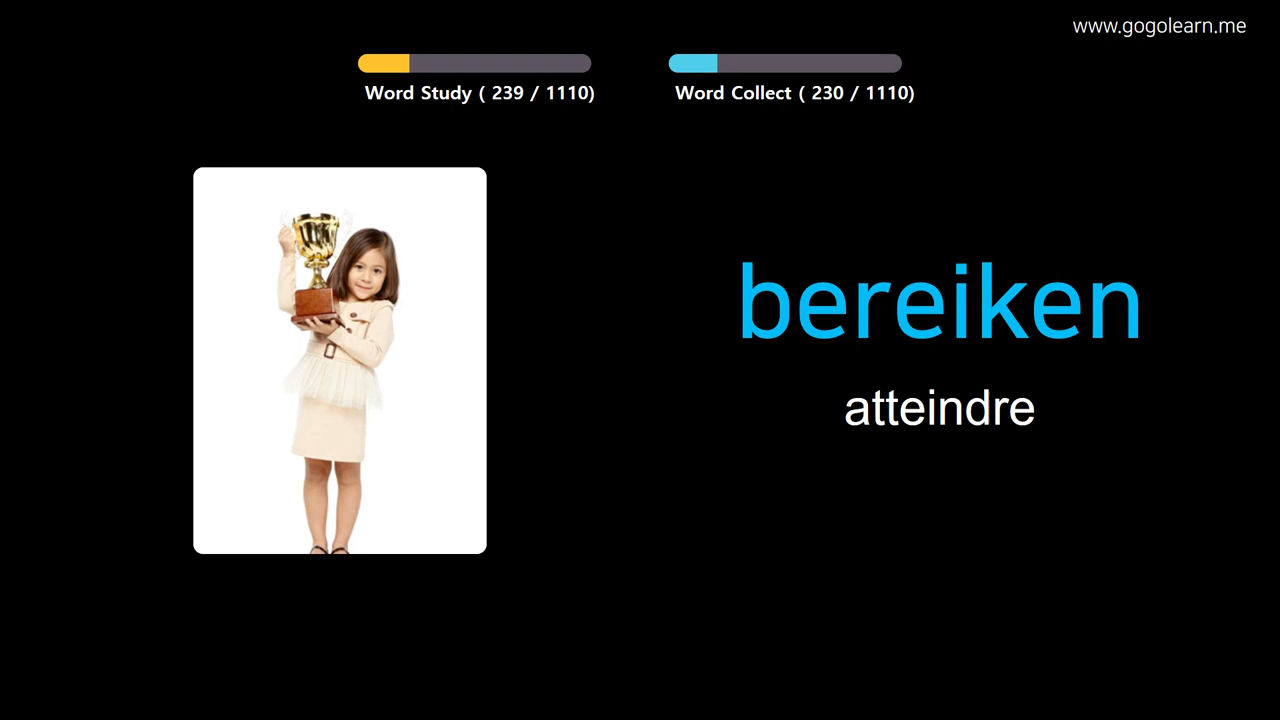 www.gogolearn.me
Word Study ( 239 / 1110)
Word Collect ( 230 / 1110)
bereiken
atteindre